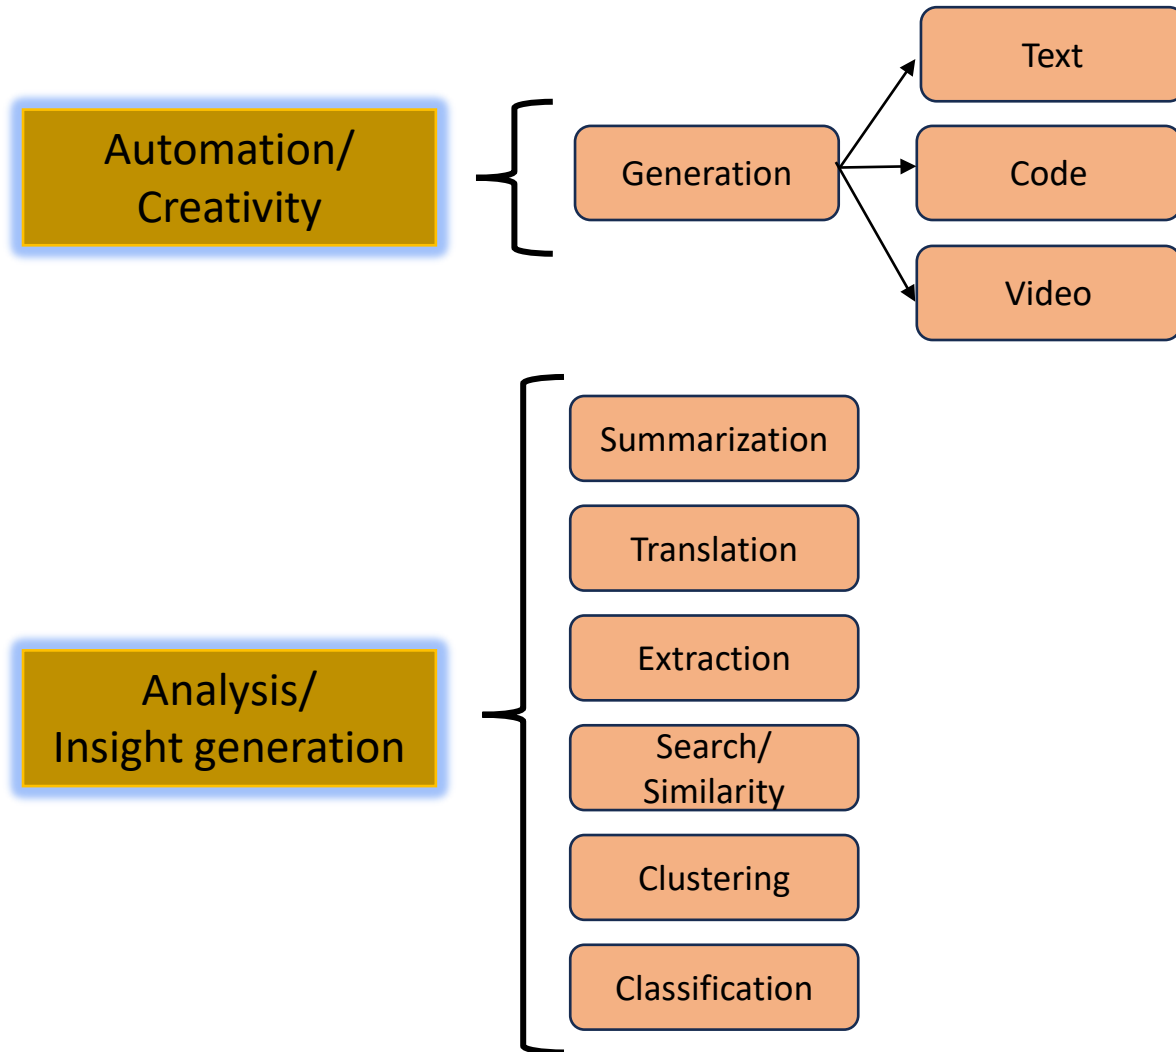 Automation/
Creativity
Generation
Text
Code
Video
Analysis/
Insight generation
Summarization
Translation
Extraction
Search/
Similarity
Clustering
Classification